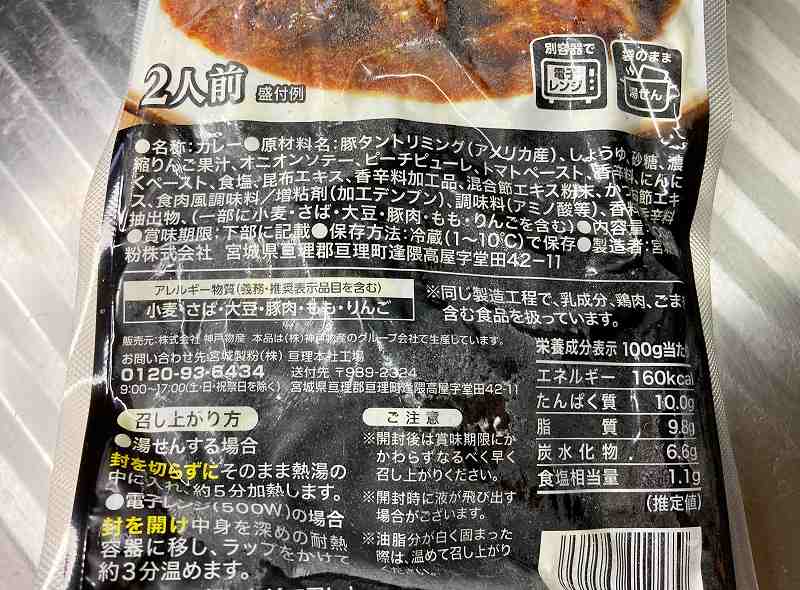 別容器で
電子
レンジ
袋のまま
湯せん
2人前 盛付例
●名称:カレー●原材料名:豚タントリミング(アメリカ産)、しょうゆ、砂糖、濃
縮りんご果汁、オニオンソテー、ピーチピューレ、トマトペースト、香辛料、にんに
くペースト、食塩、昆布エキス、香辛料加工品、混合節エキス粉末、かつお節エキ
ス、食肉風調味料/増粘剤(加工デンプン)、調味料(アミノ酸等)、香料、香辛料
抽出物、(一部に小麦・さば・大豆・豚肉・もも・りんごを含む)●内容量:
●賞味期限:下部に記載●保存方法:冷蔵(1~10℃)で保存●製造者:宮城
粉株式会社 宮城県亘理郡亘理町逢隈高屋字堂田42-11
アレルギー物質(義務・推奨表示品目を含む)
小麦・さば・大豆・豚肉・もも・りんご
※同じ製造工程で、乳成分、鶏肉、ごま
含む食品を扱っています。
販売元:株式会社 神戸物産 本品は(株)神戸物産のグループ会社で生産しています。
お問い合わせ先:宮城製粉(株) 亘理本社工場
0120-93-6434 送付先 〒989-2324
9:00~17:00(土・日・祝祭日を除く) 宮城県亘理郡亘理町逢隈高屋字堂田42-11
栄養成分表示 100g当た
エネルギー 160kcal
たんぱく質 10.0g
脂質 9.8g
炭水化物 6.6g
食塩相当量 1.1g
(推定値)
召し上がり方
●湯せんする場合
封を切らずにそのまま熱湯の
中に入れ、約5分加熱します。
●電子レンジ(500W)の場合
封を開け中身を深めの耐熱
容器に移し、ラップをかけて
約3分温めます。
ご注意
※開封後は賞味期限にか
かわらずなるべく早く
召し上がりください。
※開封時に液が飛び出す
場合がございます。
※油脂分が白く固まった
際は、温めて召し上がり